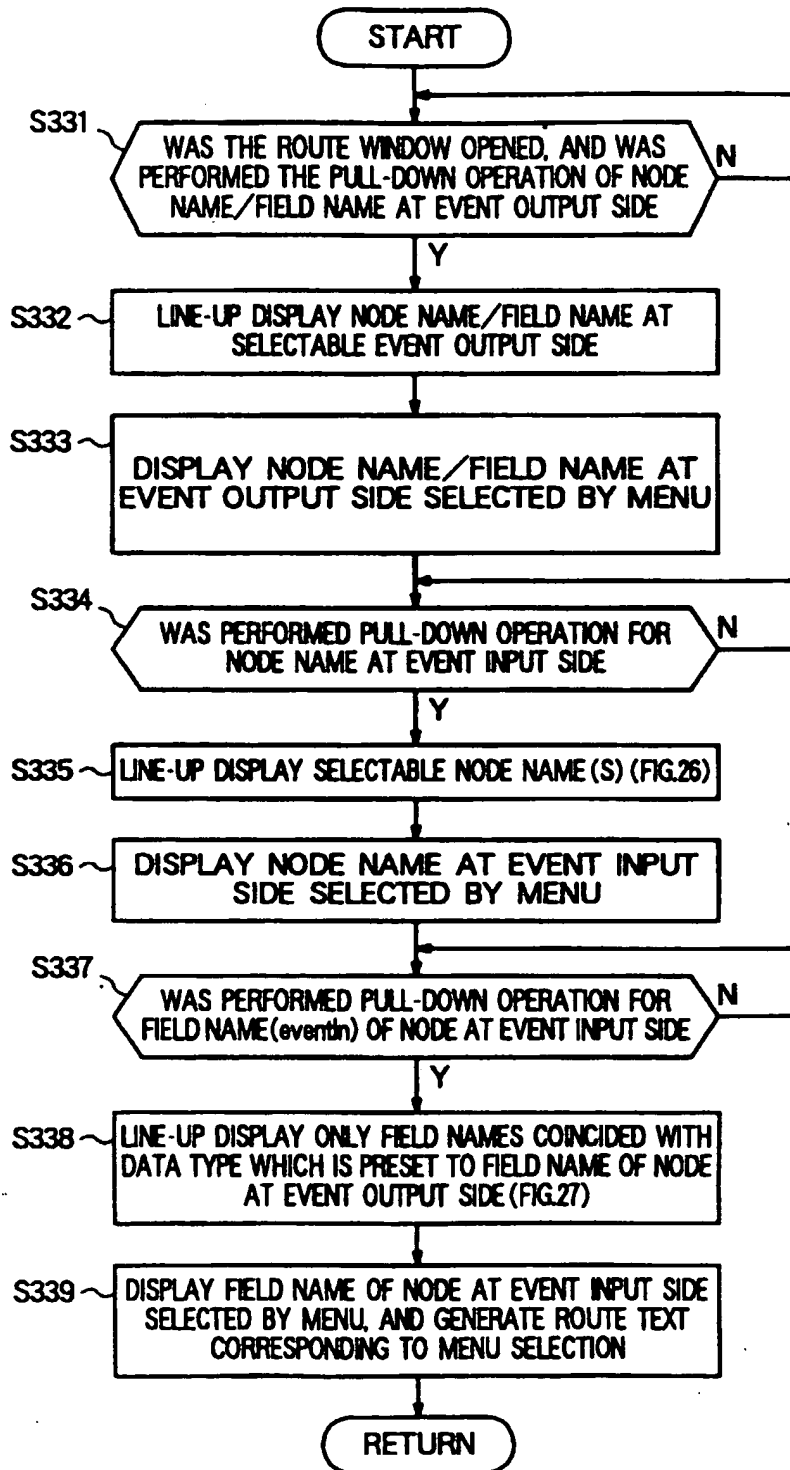 START
S331
WAS THE ROUTE WINDOW OPENED, AND WAS
PERFORMED THE PULL-DOWN OPERATION OF NODE
NAME/FIELD NAME AT EVENT OUTPUT SIDE
N
Y
S332
LINE-UP DISPLAY NODE NAME/FIELD NAME AT
SELECTABLE EVENT OUTPUT SIDE
S333
DISPLAY NODE NAME/FIELD NAME AT
EVENT OUTPUT SIDE SELECTED BY MENU
S334
WAS PERFORMED PULL-DOWN OPERATION FOR
NODE NAME AT EVENT INPUT SIDE
N
Y
S335
LINE-UP DISPLAY SELECTABLE NODE NAME(S) (FIG.26)
S336
DISPLAY NODE NAME AT EVENT INPUT
SIDE SELECTED BY MENU
S337
WAS PERFORMED PULL-DOWN OPERATION FOR
FIELD NAME(eventIn) OF NODE AT EVENT INPUT SIDE
N
Y
S338
LINE-UP DISPLAY ONLY FIELD NAMES COINCIDED WITH
DATA TYPE WHICH IS PRESET TO FIELD NAME OF NODE
AT EVENT OUTPUT SIDE(FIG.27)
S339
DISPLAY FIELD NAME OF NODE AT EVENT INPUT SIDE
SELECTED BY MENU, AND GENERATE ROUTE TEXT
CORRESPONDING TO MENU SELECTION
RETURN